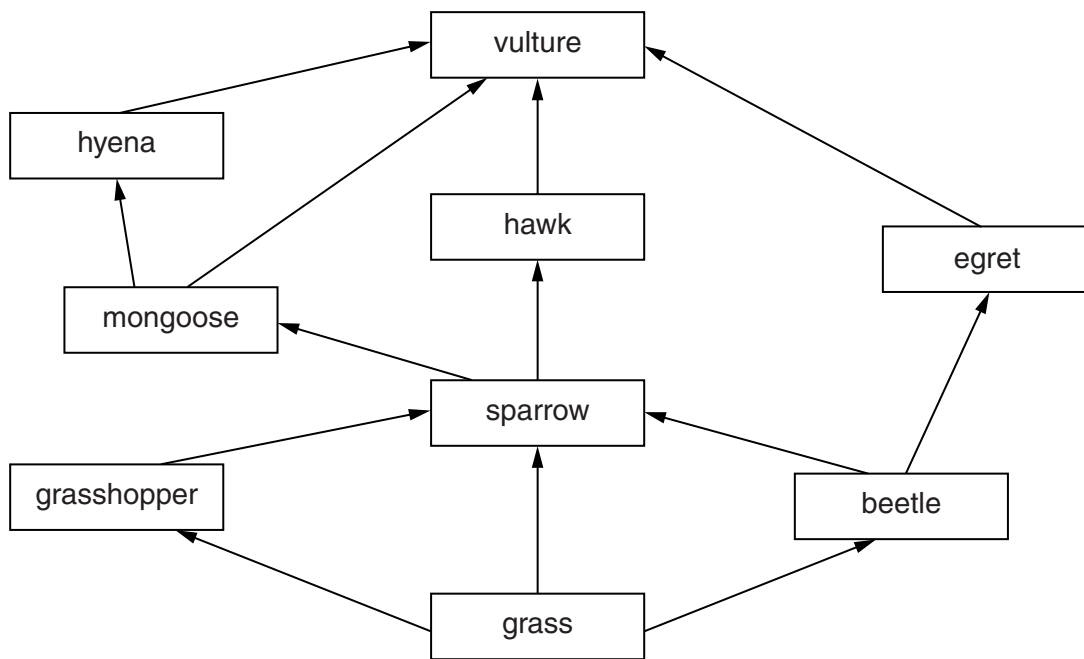 vulture
hyena
hawk
egret
mongoose
sparrow
grasshopper
beetle
grass